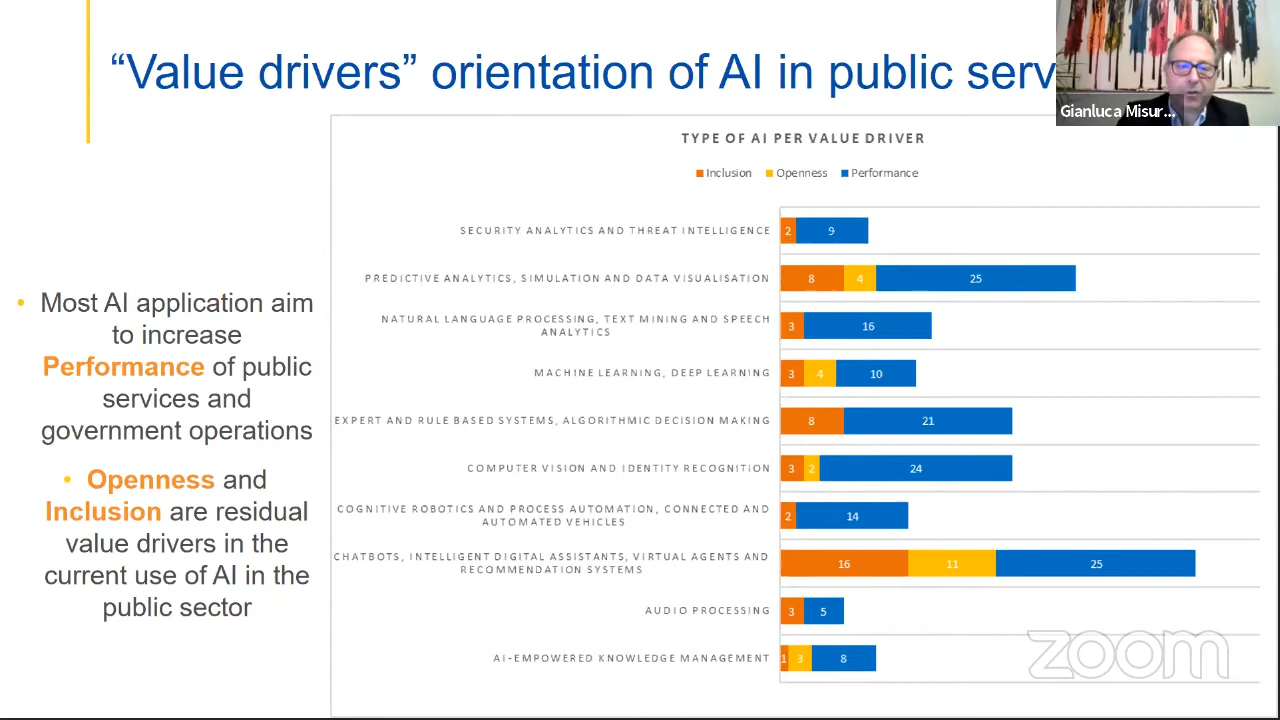 “Value drivers” orientation of AI in public serv
Gianluca Misur...
TYPE OF AI PER VALUE DRIVER
Inclusion Openness Performance
SECURITY ANALYTICS AND THREAT INTELLIGENCE 2 9
PREDICTIVE ANALYTICS, SIMULATION AND DATA VISUALISATION 8 4 25
NATURAL LANGUAGE PROCESSING, TEXT MINING AND SPEECH
ANALYTICS 3 16
MACHINE LEARNING, DEEP LEARNING 3 4 10
EXPERT AND RULE BASED SYSTEMS, ALGORITHMIC DECISION MAKING 8 21
COMPUTER VISION AND IDENTITY RECOGNITION 3 2 24
COGNITIVE ROBOTICS AND PROCESS AUTOMATION, CONNECTED AND
AUTOMATED VEHICLES 2 14
CHATBOTS, INTELLIGENT DIGITAL ASSISTANTS, VIRTUAL AGENTS AND
RECOMMENDATION SYSTEMS 16 11 25
AUDIO PROCESSING 3 5
AI-EMPOWERED KNOWLEDGE MANAGEMENT 1 3 8
• Most AI application aim
to increase
Performance of public
services and
government operations
• Openness and
Inclusion are residual
value drivers in the
current use of AI in the
public sector
zoom